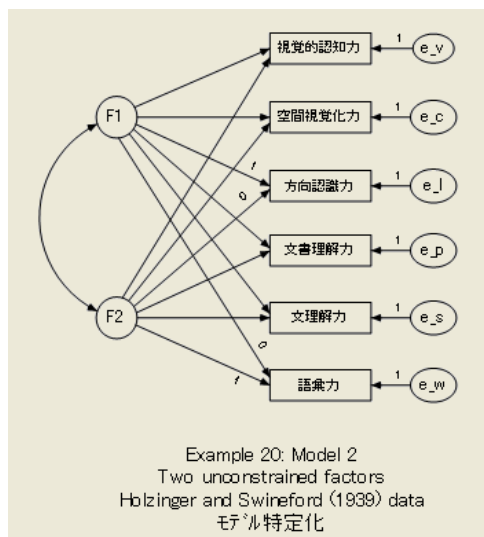 視覚的認知力
1
e_v
F1
空間視覚化力
1
e_c
1
方向認識力
1
e_l
0
文書理解力
1
e_p
F2
文理解力
1
e_s
0
1
語彙力
1
e_w
Example 20: Model 2
Two unconstrained factors
Holzinger and Swineford (1939) data
モデル特定化